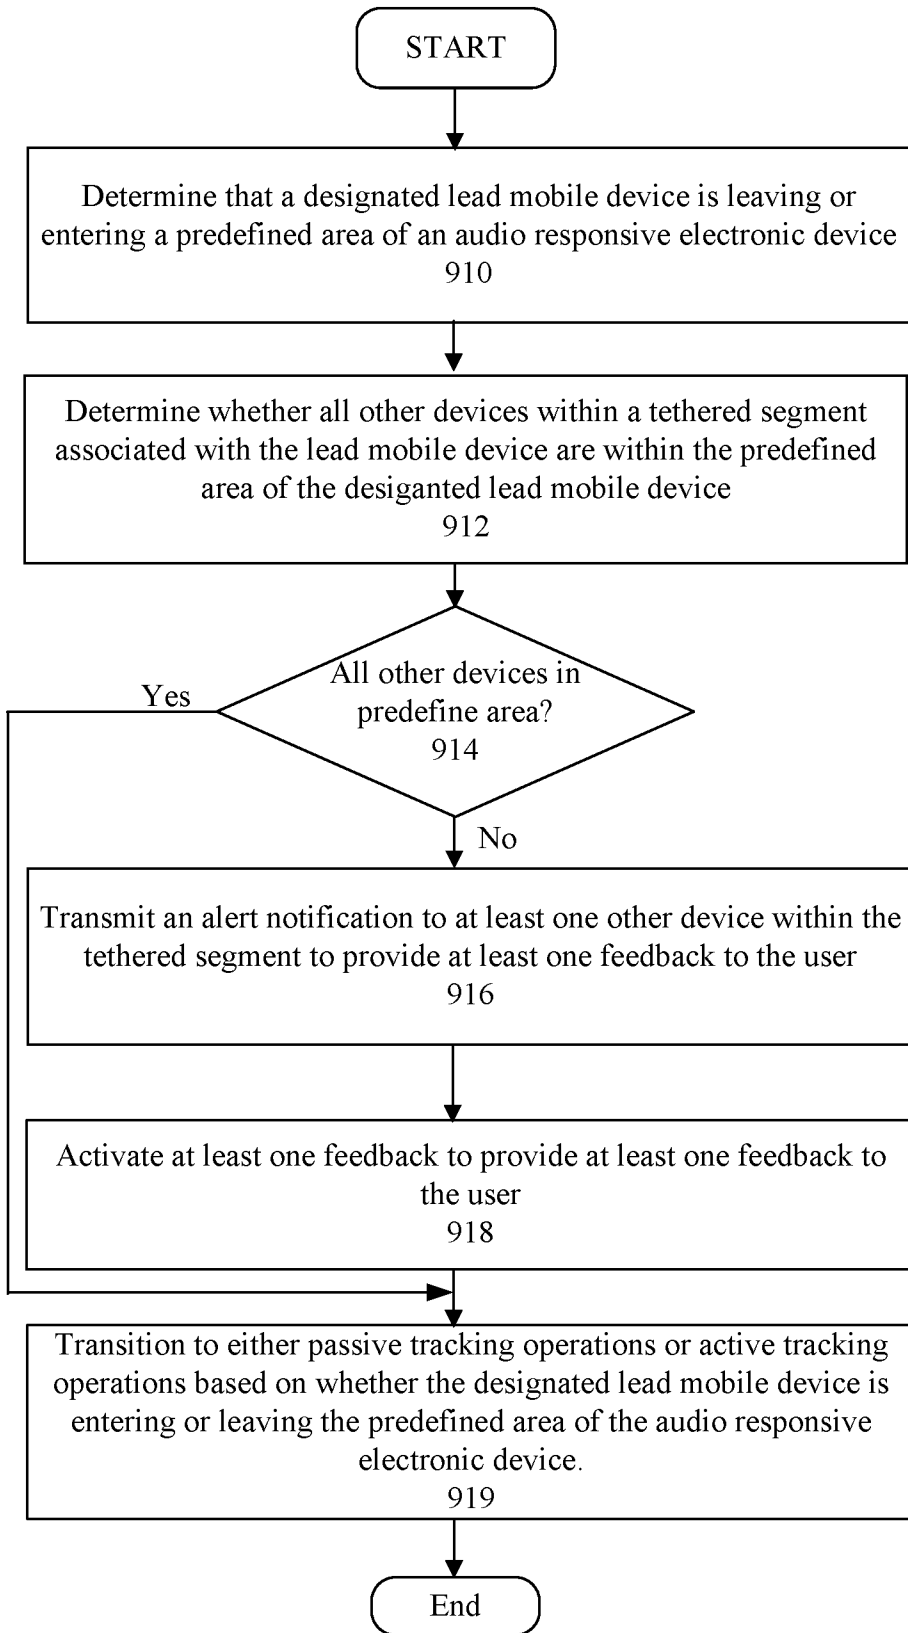 START
Determine that a designated lead mobile device is leaving or
entering a predefined area of an audio responsive electronic device
910
Determine whether all other devices within a tethered segment
associated with the lead mobile device are within the predefined
area of the desiganted lead mobile device
912
All other devices in
predefine area?
914
Yes
No
Transmit an alert notification to at least one other device within the
tethered segment to provide at least one feedback to the user
916
Activate at least one feedback to provide at least one feedback to
the user
918
Transition to either passive tracking operations or active tracking
operations based on whether the designated lead mobile device is
entering or leaving the predefined area of the audio responsive
electronic device.
919
End